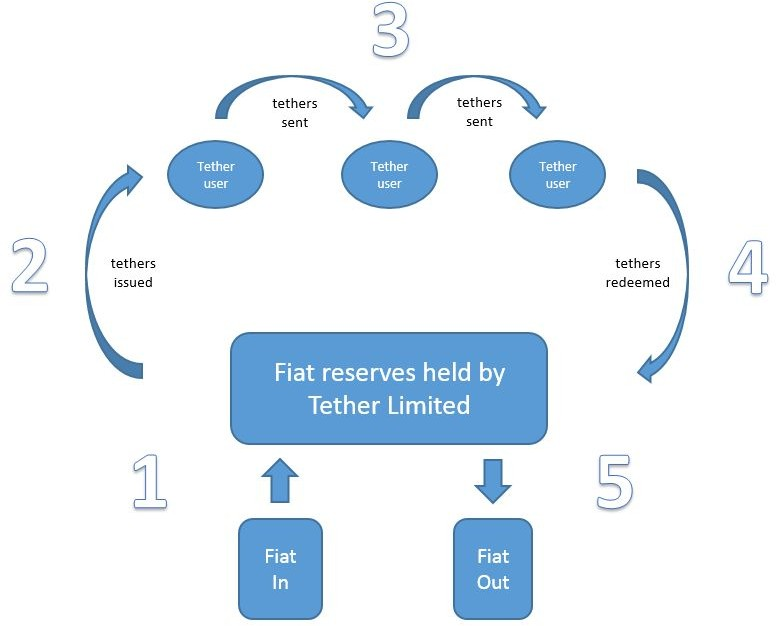 3
tethers
sent
tethers
sent
Tether
user
Tether
user
Tether
user
2
tethers
issued
tethers
redeemed
4
Fiat reserves held by
Tether Limited
1
5
Fiat
In
Fiat
Out